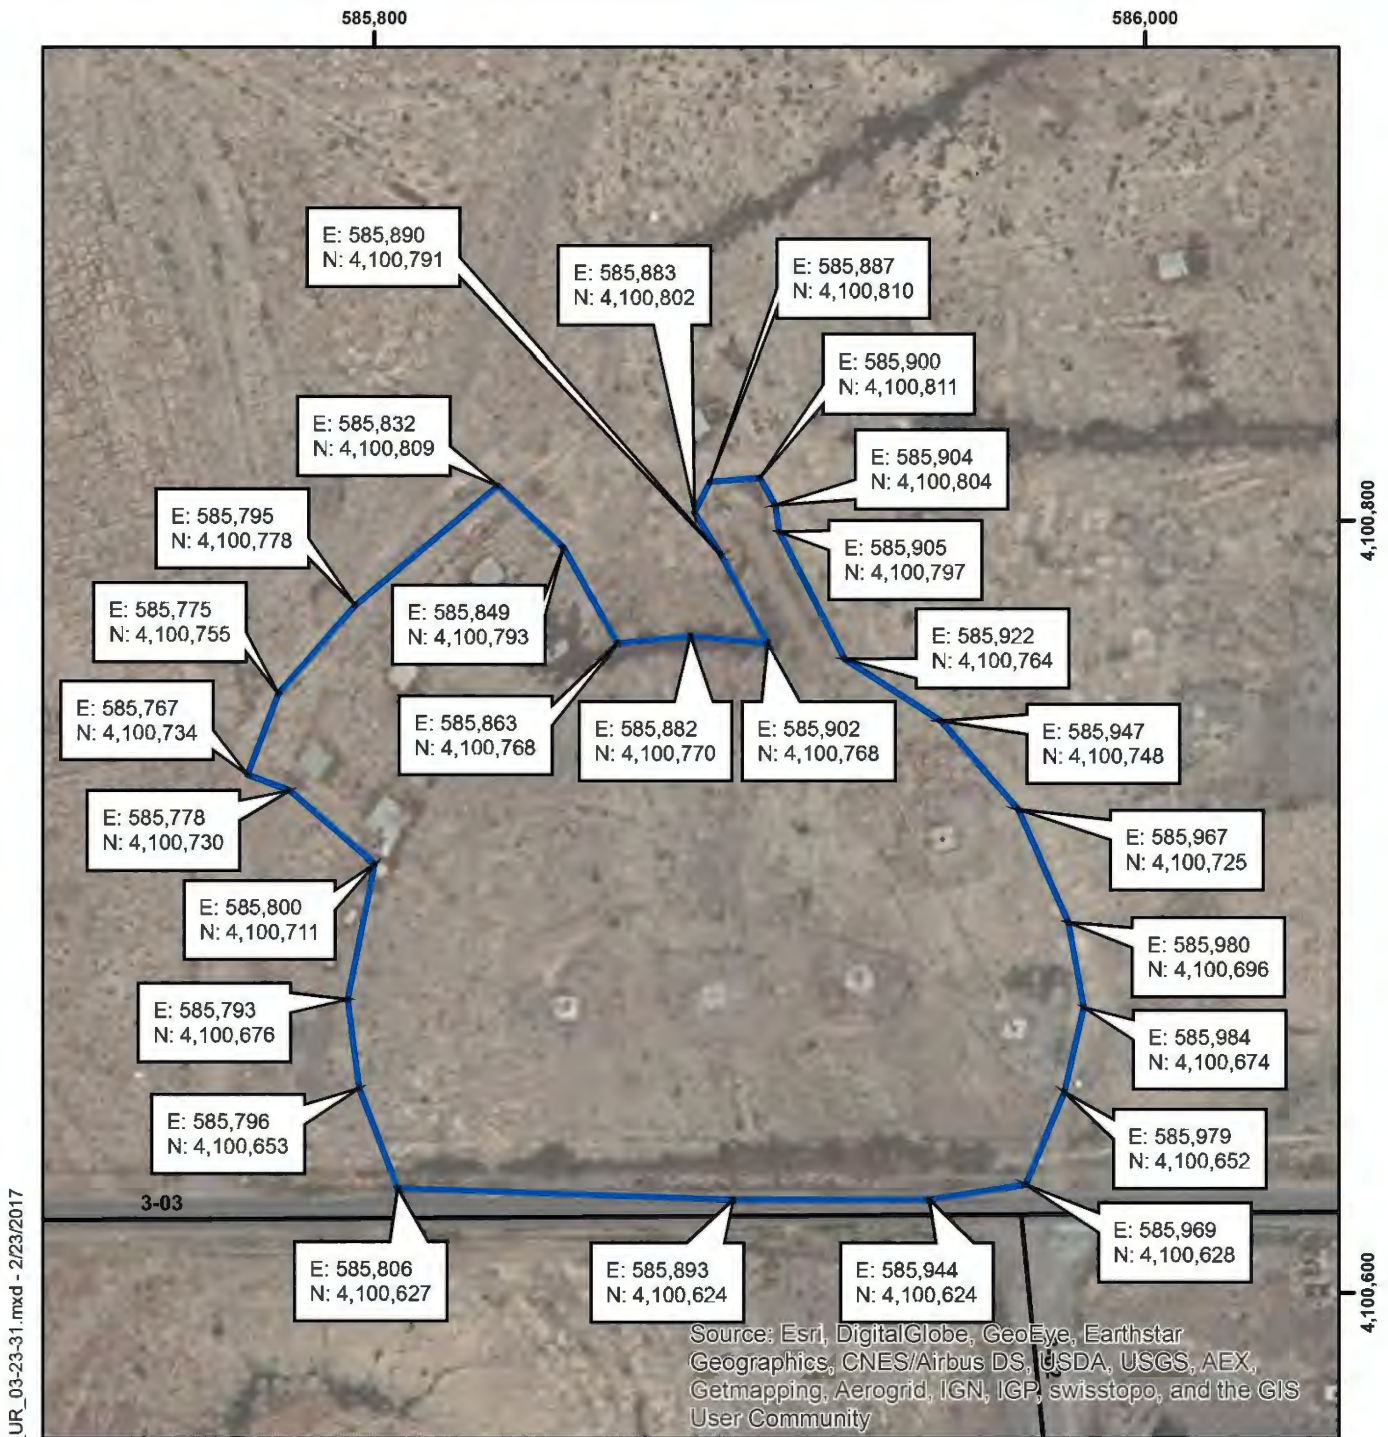 585,800
586,000
E: 585,890
N: 4,100,791
E: 585,883
N: 4,100,802
E: 585,887
N: 4,100,810
E: 585,900
N: 4,100,811
E: 585,832
N: 4,100,809
E: 585,904
N: 4,100,804
E: 585,795
N: 4,100,778
E: 585,905
N: 4,100,797
4,100,800
E: 585,775
N: 4,100,755
E: 585,849
N: 4,100,793
E: 585,922
N: 4,100,764
E: 585,767
N: 4,100,734
E: 585,863
N: 4,100,768
E: 585,882
N: 4,100,770
E: 585,902
N: 4,100,768
E: 585,947
N: 4,100,748
E: 585,778
N: 4,100,730
E: 585,967
N: 4,100,725
E: 585,800
N: 4,100,711
E: 585,980
N: 4,100,696
E: 585,793
N: 4,100,676
E: 585,984
N: 4,100,674
E: 585,796
N: 4,100,653
E: 585,979
N: 4,100,652
3-03
E: 585,969
N: 4,100,628
E: 585,806
N: 4,100,627
E: 585,893
N: 4,100,624
E: 585,944
N: 4,100,624
4,100,600
Source: Esri, DigitalGlobe, GeoEye, Earthstar
Geographics, CNES/Airbus DS, USDA, USGS, AEX,
Getmapping, Aerogrid, IGN, IGP, swisstopo, and the GIS
User Community
_UR_03-23-31.mxd - 2/23/2017